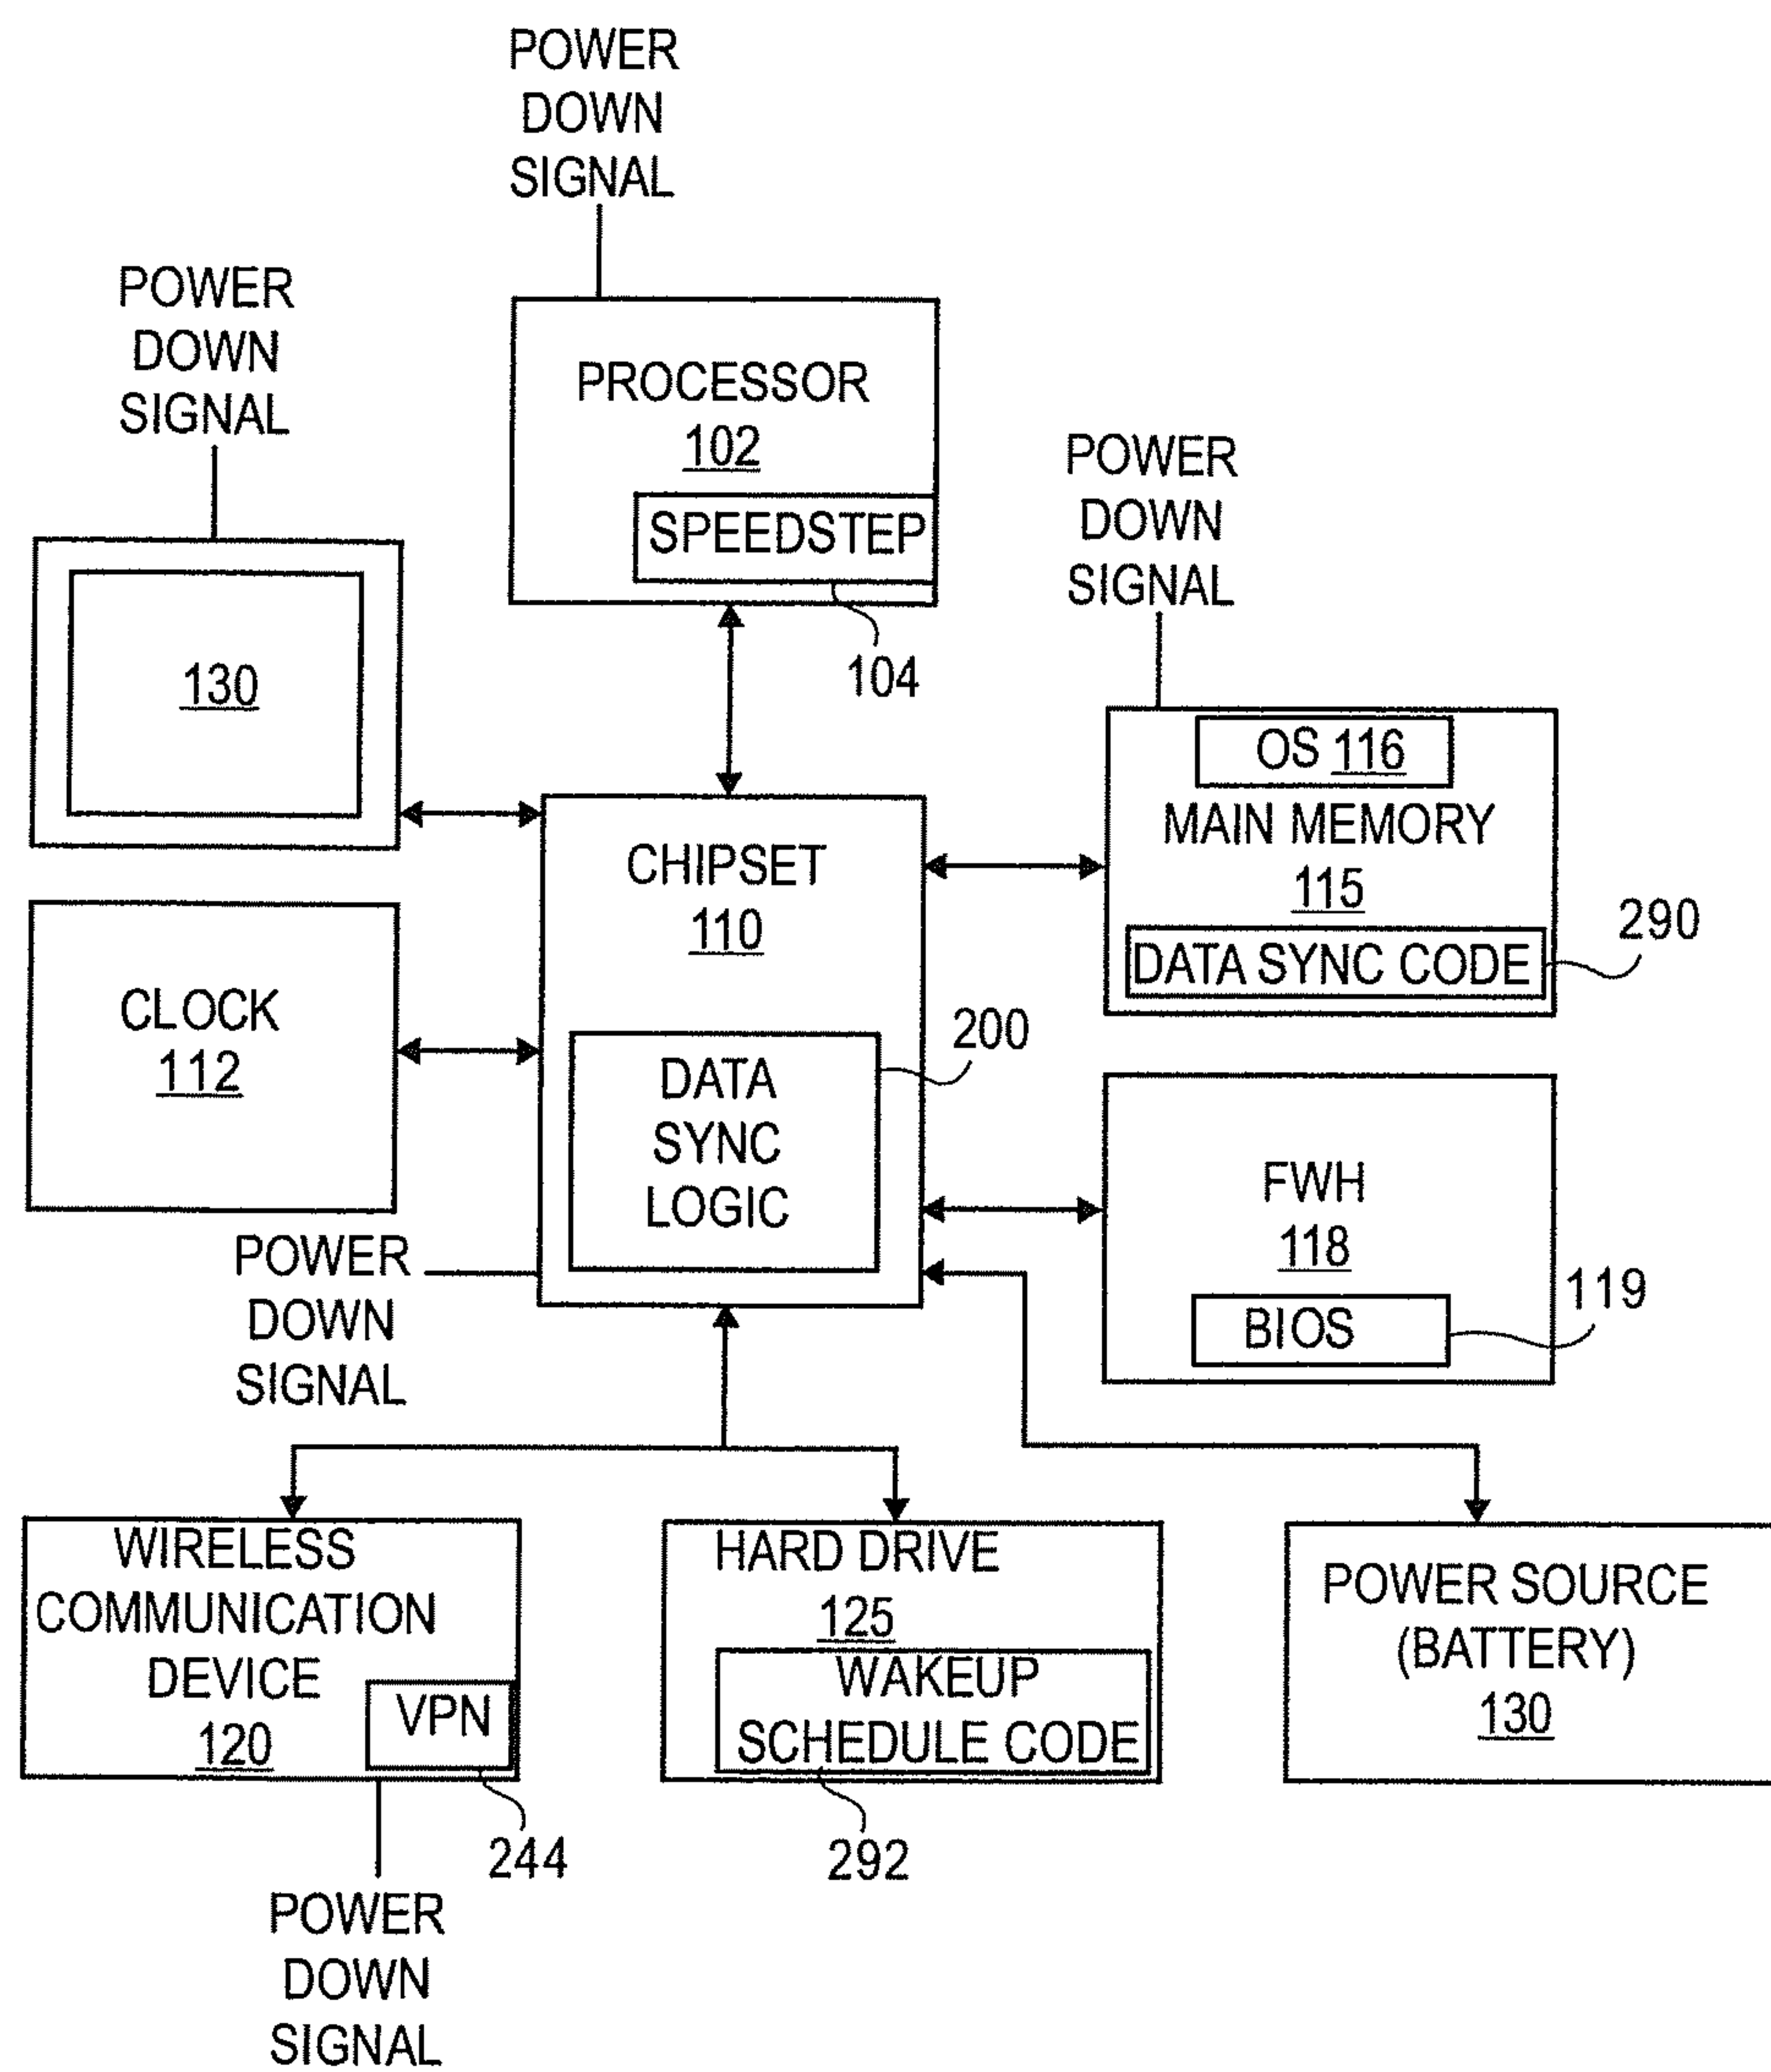 POWER
DOWN
SIGNAL
POWER
DOWN
SIGNAL
PROCESSOR
102
SPEEDSTEP
104
POWER
DOWN
SIGNAL
130
OS 116
MAIN MEMORY
115
DATA SYNC CODE
290
CHIPSET
110
DATA
SYNC
LOGIC
200
CLOCK
112
FWH
118
BIOS
119
POWER
DOWN
SIGNAL
WIRELESS
COMMUNICATION
DEVICE
120
VPN
244
HARD DRIVE
125
WAKEUP
SCHEDULE CODE
292
POWER SOURCE
(BATTERY)
130
POWER
DOWN
SIGNAL